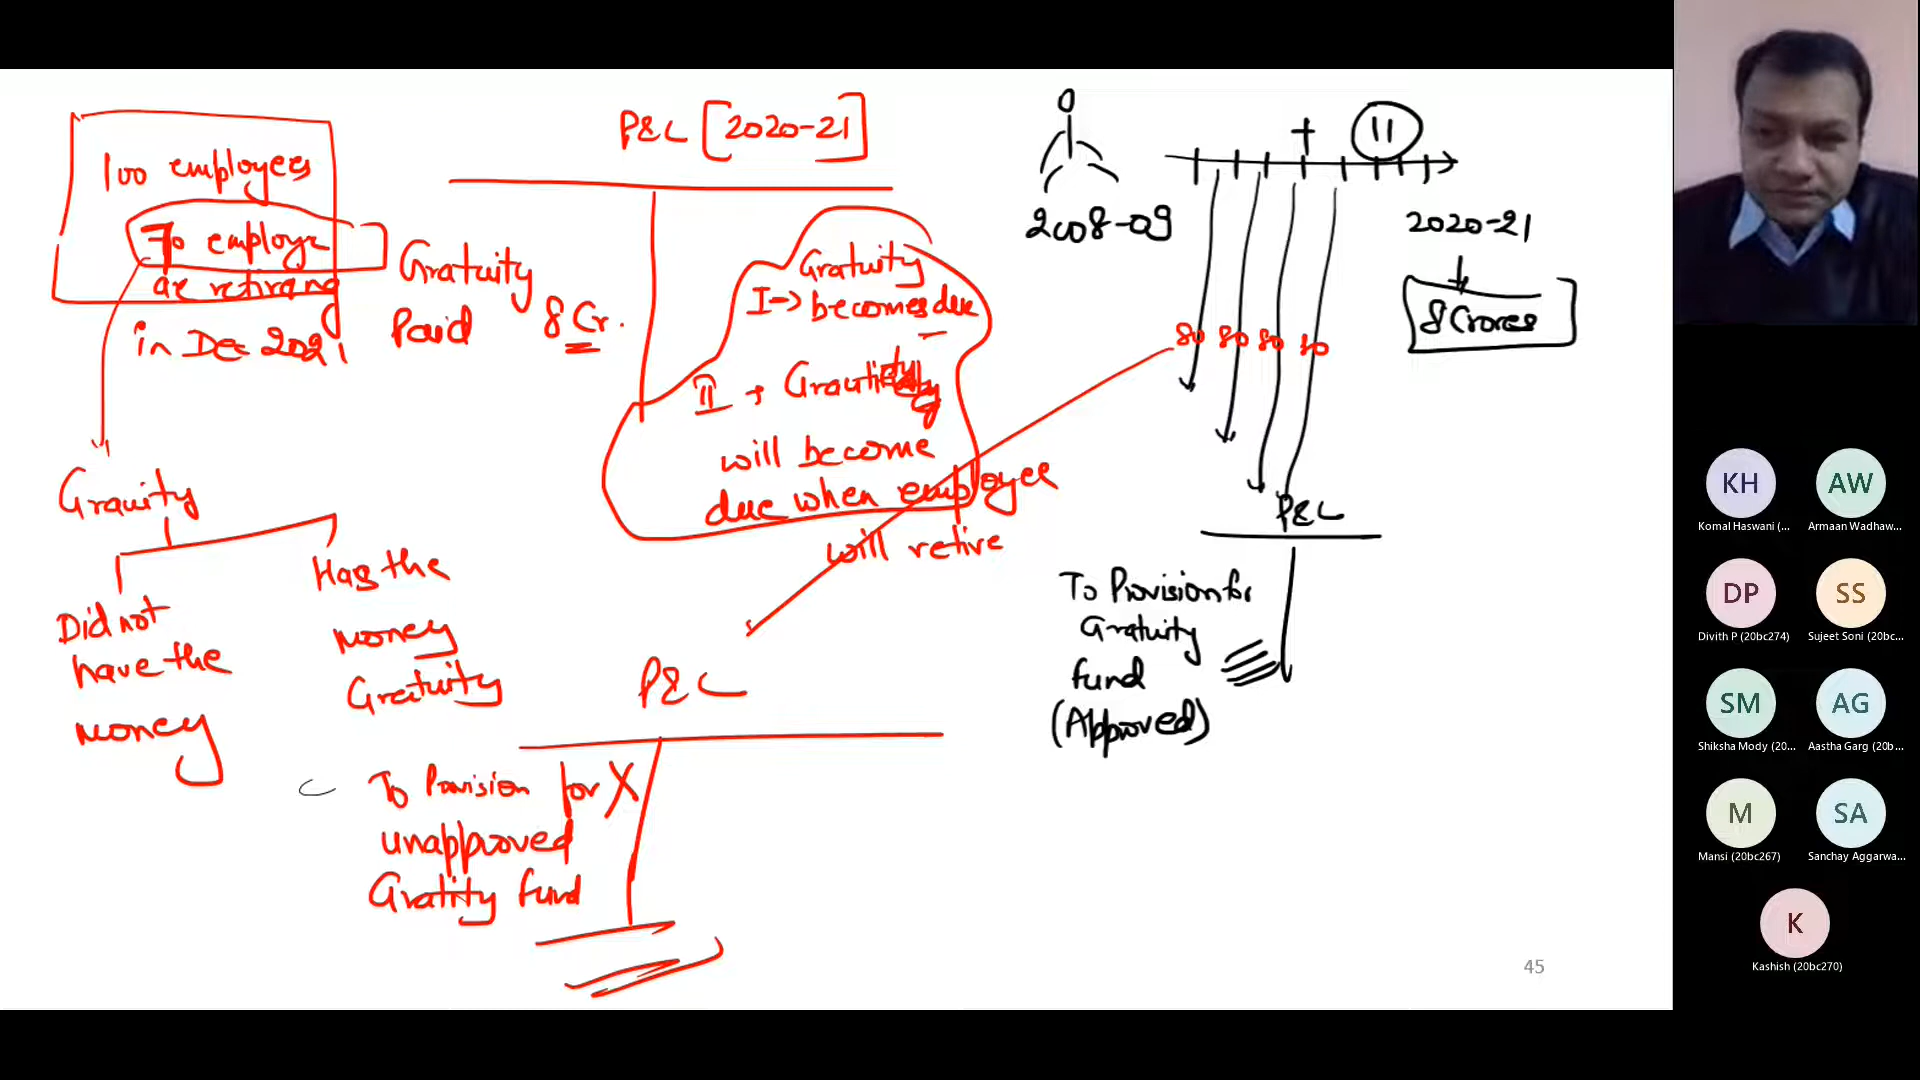 P&L [2020-21]
100 employees
70 employe
are retiring
in Dec 2021
Gratuity
Paid 8 Cr.
Gratuity
I → becomes due
II → Gratuity
will become
due when employee
will retire
Grauity
Did not
have the
money
Has the
money
Gratuity
P&L
To Provision for X
unapproved
Gratity fund
+ 11
2008-09
2020-21
8 Crores
80 80 80 80
P&L
To Provision for
Gratuity
fund
(Approved)
45
KH
Komal Haswani (...
AW
Armaan Wadhaw...
DP
Divith P (20bc274)
SS
Sujeet Soni (20bc...
SM
Shiksha Mody (20...
AG
Aastha Garg (20b...
M
Mansi (20bc267)
SA
Sanchay Aggarwa...
K
Kashish (20bc270)